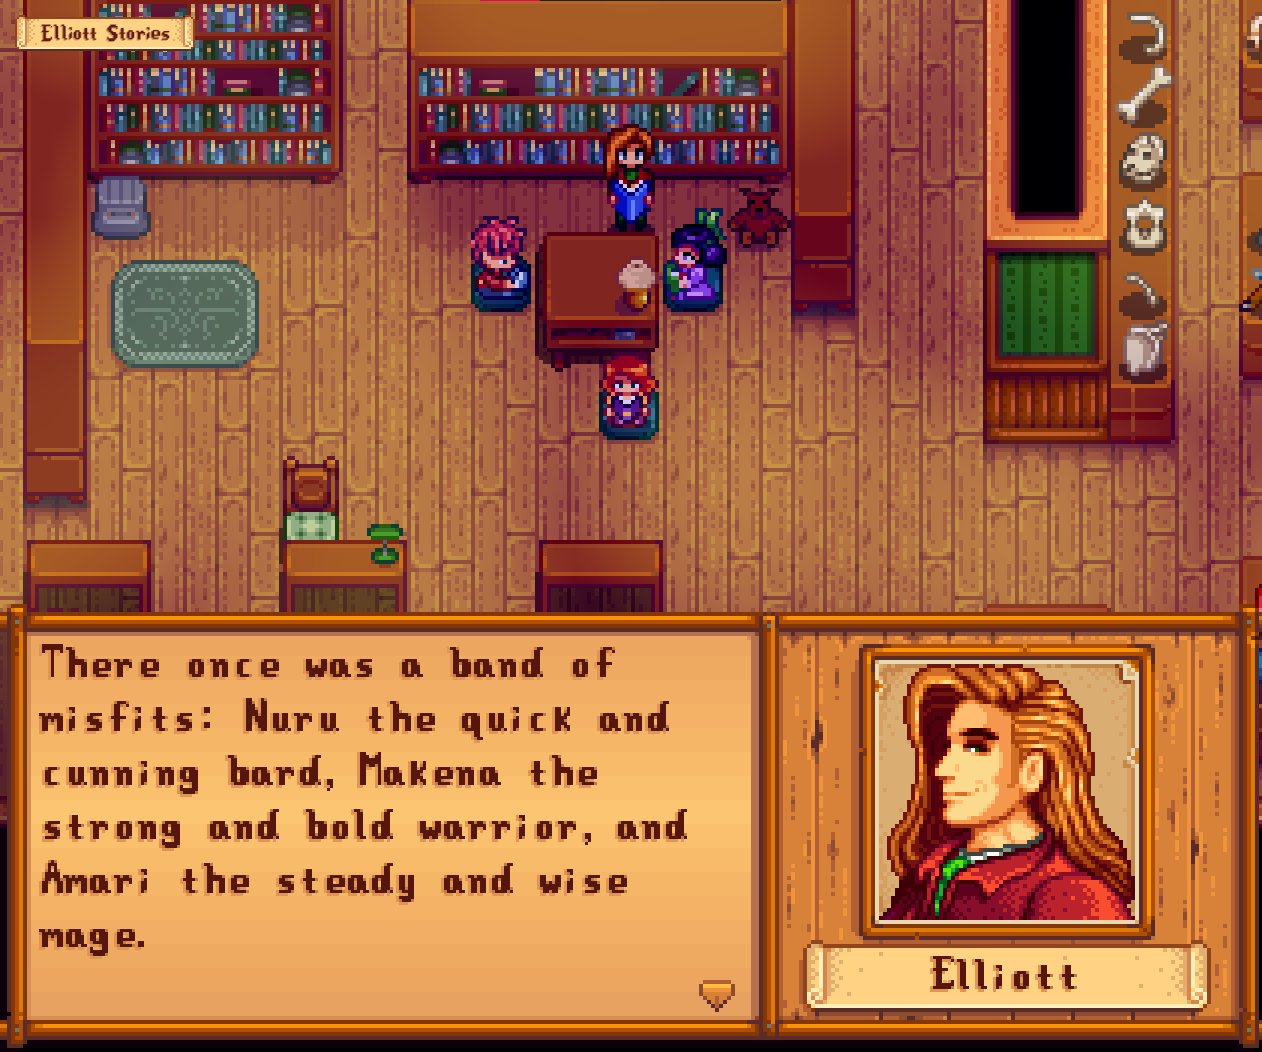 Elliott Stories
There once was a band of
misfits: Nuru the quick and
cunning bard, Makena the
strong and bold warrior, and
Amari the steady and wise
mage.
Elliott